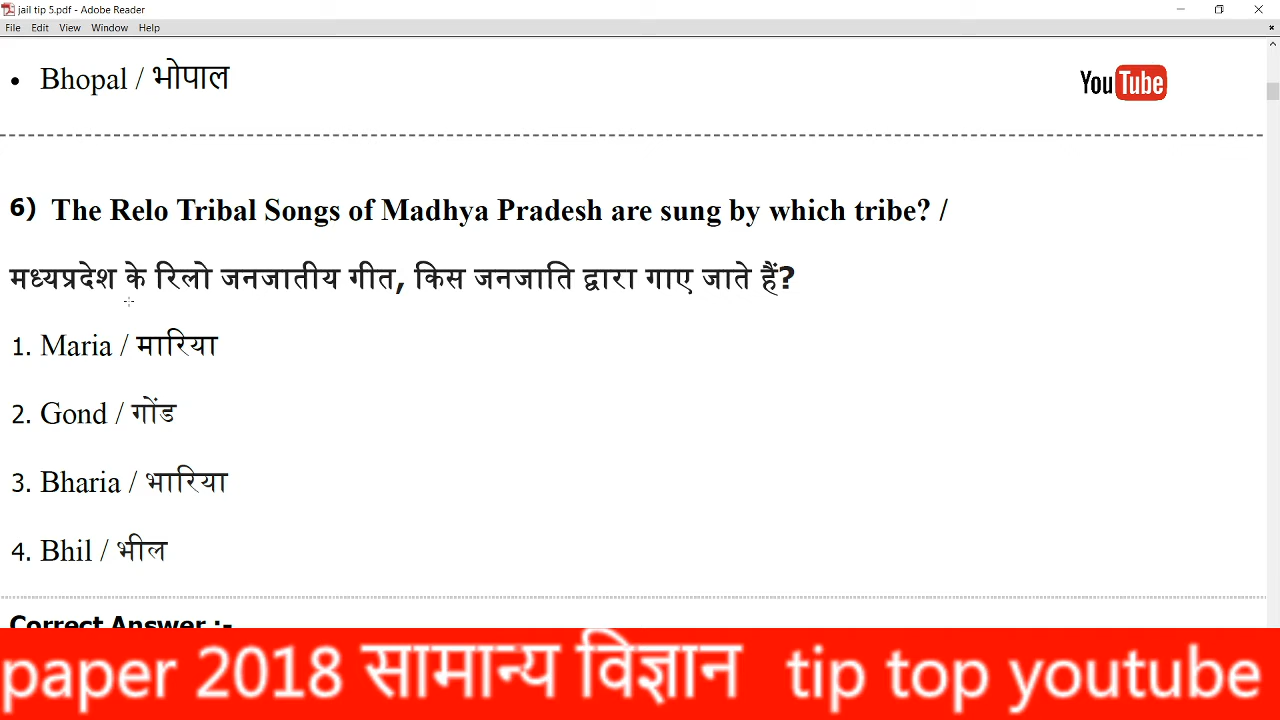 jail tip 5.pdf - Adobe Reader
File Edit View Window Help
• Bhopal / भोपाल
YouTube
6) The Relo Tribal Songs of Madhya Pradesh are sung by which tribe? /
मध्यप्रदेश के रिलो जनजातीय गीत, किस जनजाति द्वारा गाए जाते हैं?
1. Maria / मारिया
2. Gond / गोंड
3. Bharia / भारिया
4. Bhil / भील
Correct Answer :-
paper 2018 सामान्य विज्ञान tip top youtube